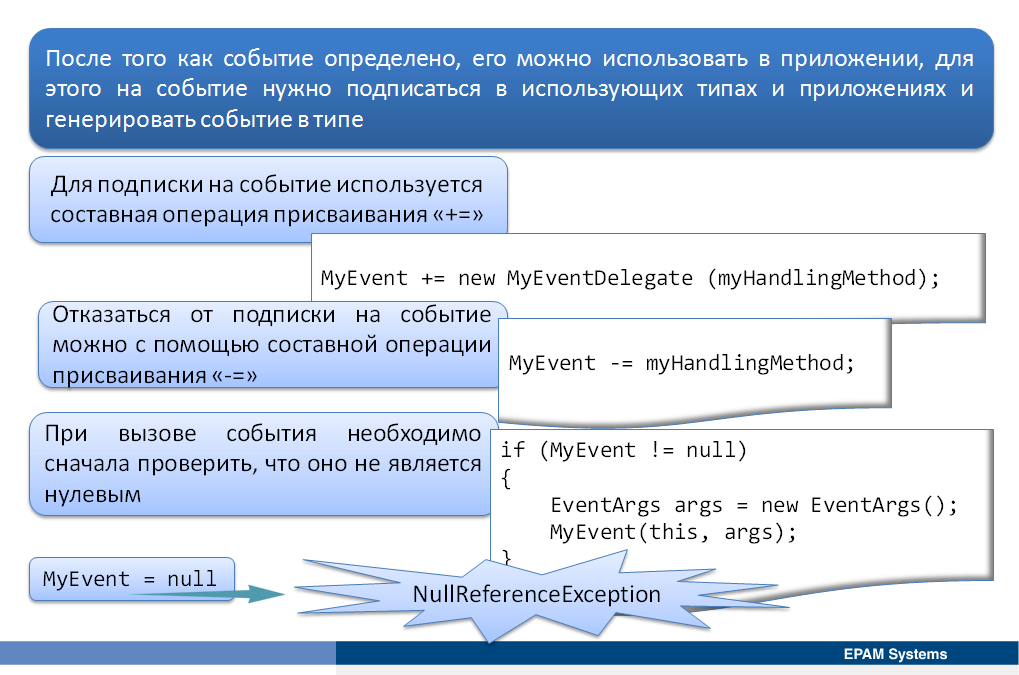 После того как событие определено, его можно использовать в приложении, для
этого на событие нужно подписаться в использующих типах и приложениях и
генерировать событие в типе
Для подписки на событие используется
составная операция присваивания «+=»
MyEvent += new MyEventDelegate (myHandlingMethod);
Отказаться от подписки на событие
можно с помощью составной операции
присваивания «-=»
MyEvent -= myHandlingMethod;
При вызове события необходимо
сначала проверить, что оно не является
нулевым
if (MyEvent != null)
{
    EventArgs args = new EventArgs();
    MyEvent(this, args);
}
MyEvent = null
NullReferenceException
EPAM Systems